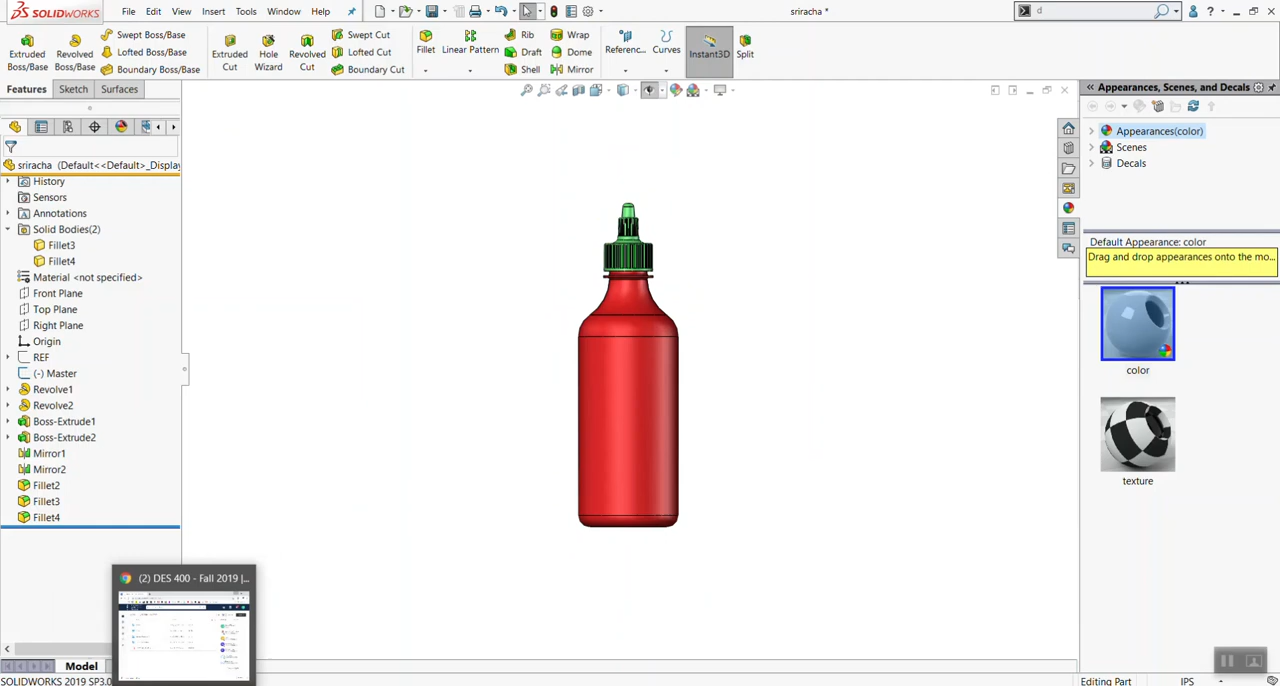 SOLIDWORKS
File Edit View Insert Tools Window Help
sriracha *
d
Extruded Boss/Base
Revolved Boss/Base
Swept Boss/Base
Lofted Boss/Base
Boundary Boss/Base
Extruded Cut
Hole Wizard
Revolved Cut
Swept Cut
Lofted Cut
Boundary Cut
Fillet
Linear Pattern
Rib
Draft
Shell
Wrap
Dome
Mirror
Referenc...
Curves
Instant3D
Split
Features Sketch Surfaces
Appearances, Scenes, and Decals
Appearances(color)
Scenes
Decals
sriracha (Default<<Default>_Display
History
Sensors
Annotations
Solid Bodies(2)
Fillet3
Fillet4
Material <not specified>
Front Plane
Top Plane
Right Plane
Origin
REF
(-) Master
Revolve1
Revolve2
Boss-Extrude1
Boss-Extrude2
Mirror1
Mirror2
Fillet2
Fillet3
Fillet4
Default Appearance: color
Drag and drop appearances onto the mo...
color
texture
(2) DES 400 - Fall 2019 |...
Model
SOLIDWORKS 2019 SP3.0
Editing Part
IPS